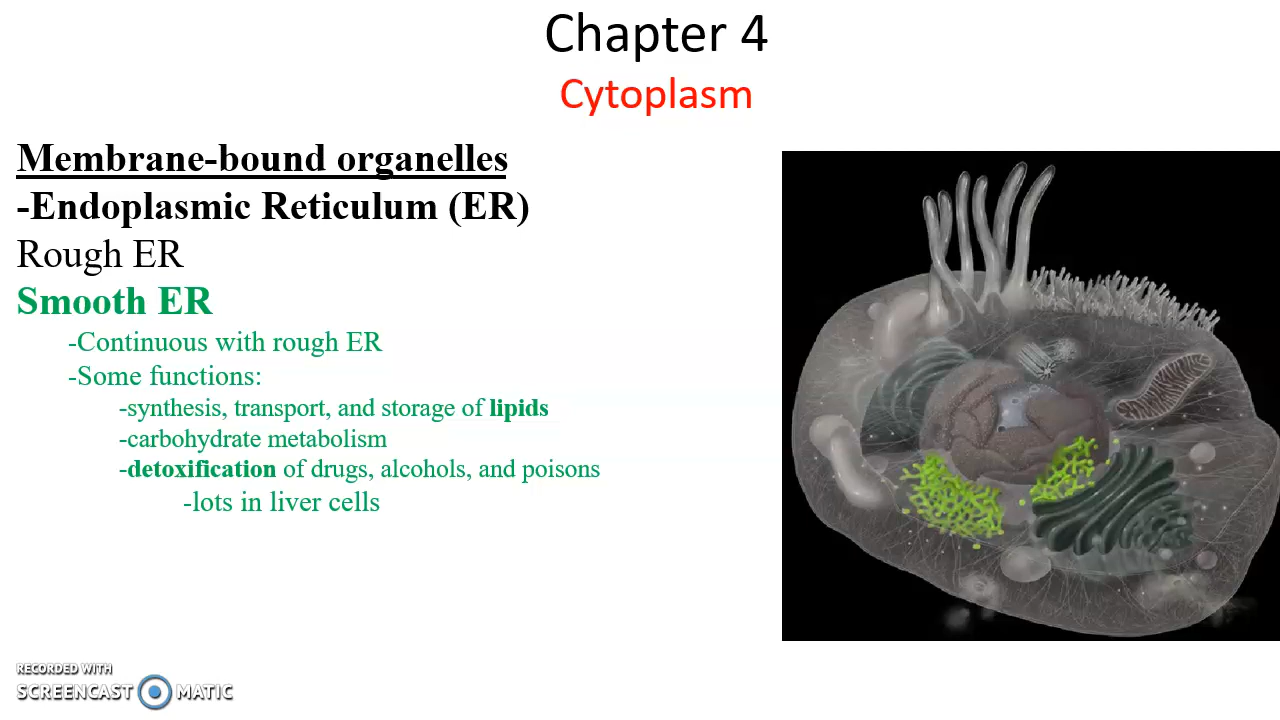 Chapter 4
Cytoplasm
Membrane-bound organelles
-Endoplasmic Reticulum (ER)
Rough ER
Smooth ER
-Continuous with rough ER
-Some functions:
-synthesis, transport, and storage of lipids
-carbohydrate metabolism
-detoxification of drugs, alcohols, and poisons
-lots in liver cells
RECORDED WITH
SCREENCAST MATIC